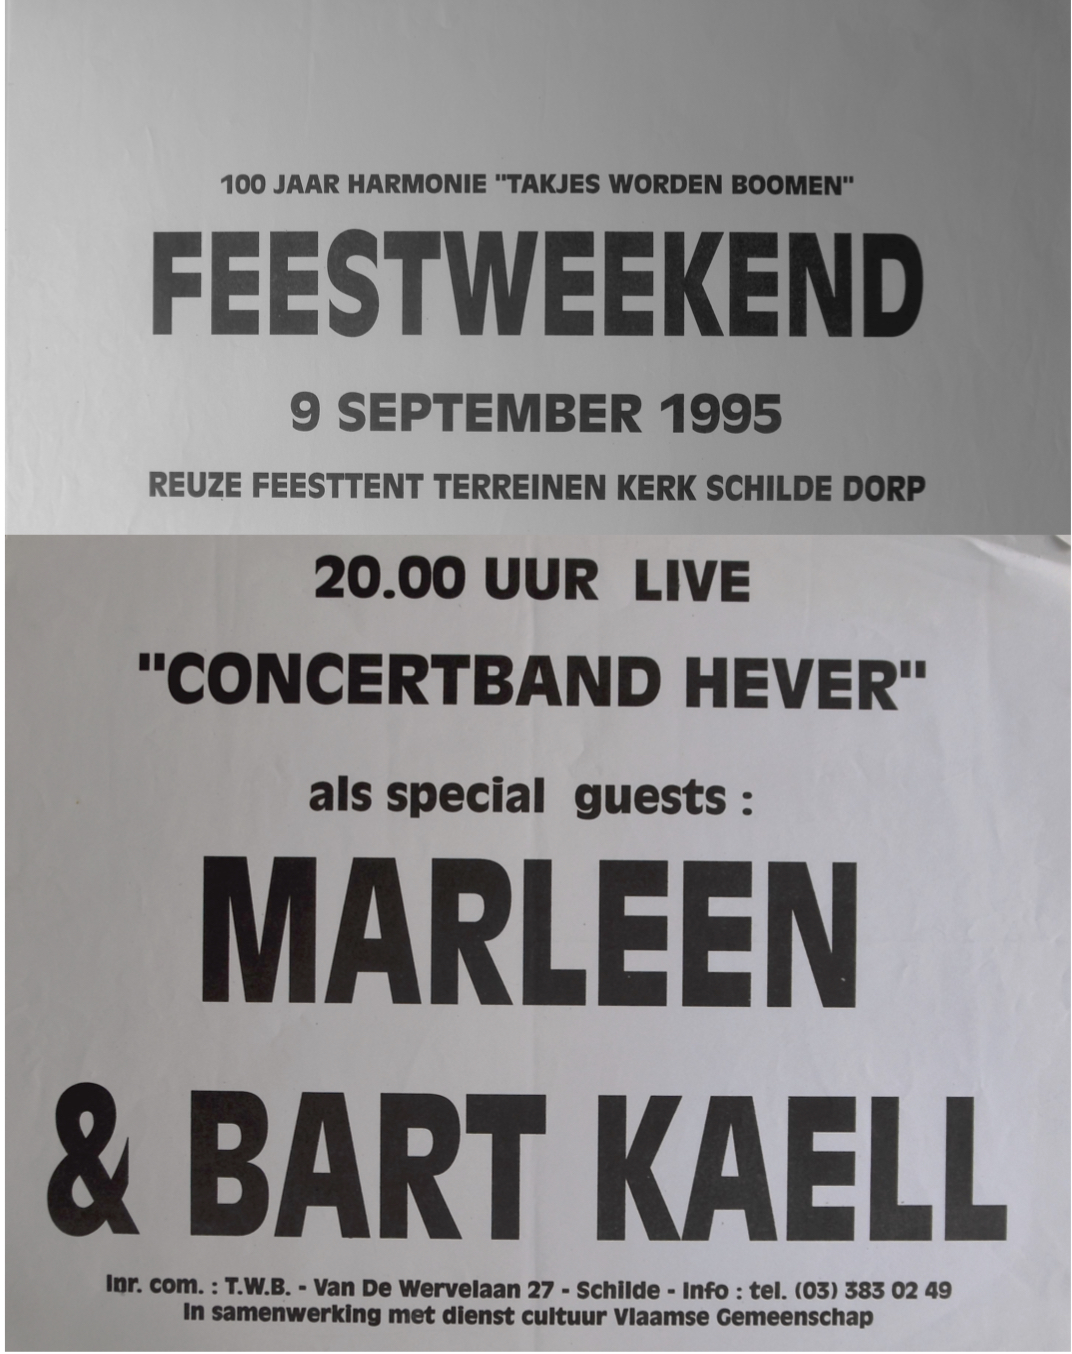 100 JAAR HARMONIE "TAKJES WORDEN BOOMEN"
FEESTWEEKEND
9 SEPTEMBER 1995
REUZE FEESTTENT TERREINEN KERK SCHILDE DORP
20.00 UUR LIVE
"CONCERTBAND HEVER"
als special guests :
MARLEEN
& BART KAELL
Inr. com. : T.W.B. - Van De Wervelaan 27 - Schilde - Info : tel. (03) 383 02 49
In samenwerking met dienst cultuur Vlaamse Gemeenschap